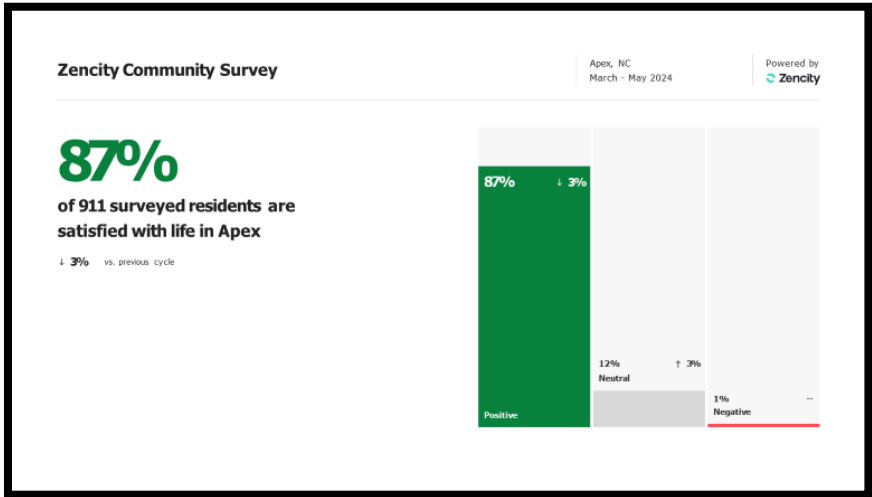 Zencity Community Survey
Apex, NC
March - May 2024
Powered by
Zencity
87%
of 911 surveyed residents are
satisfied with life in Apex
↓ 3% vs. previous cycle
87% ↓ 3%
Positive
12% ↑ 3%
Neutral
1% --
Negative